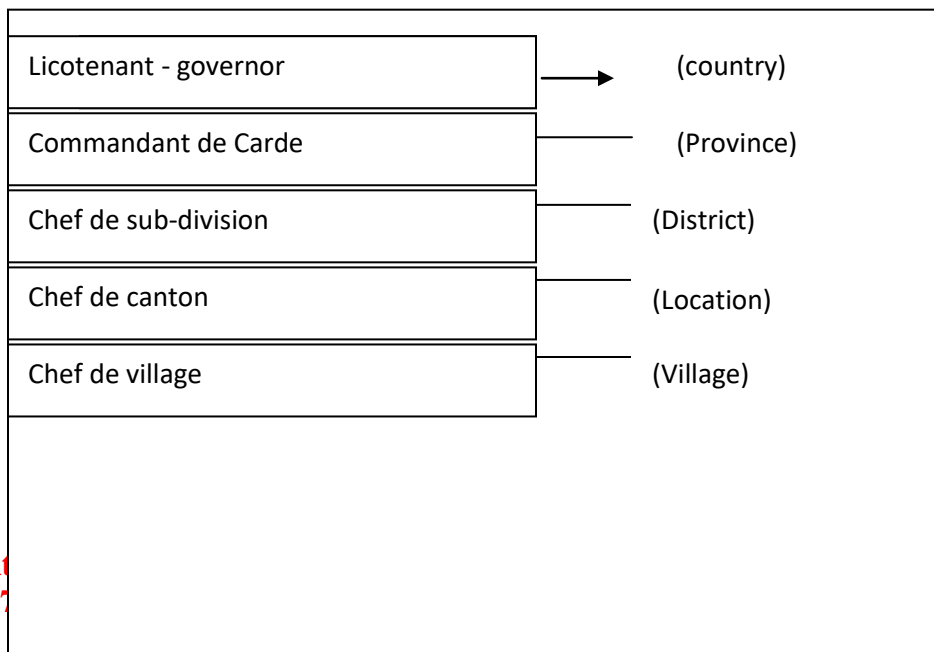 Licotenant - governor (country)
Commandant de Carde (Province)
Chef de sub-division (District)
Chef de canton (Location)
Chef de village (Village)